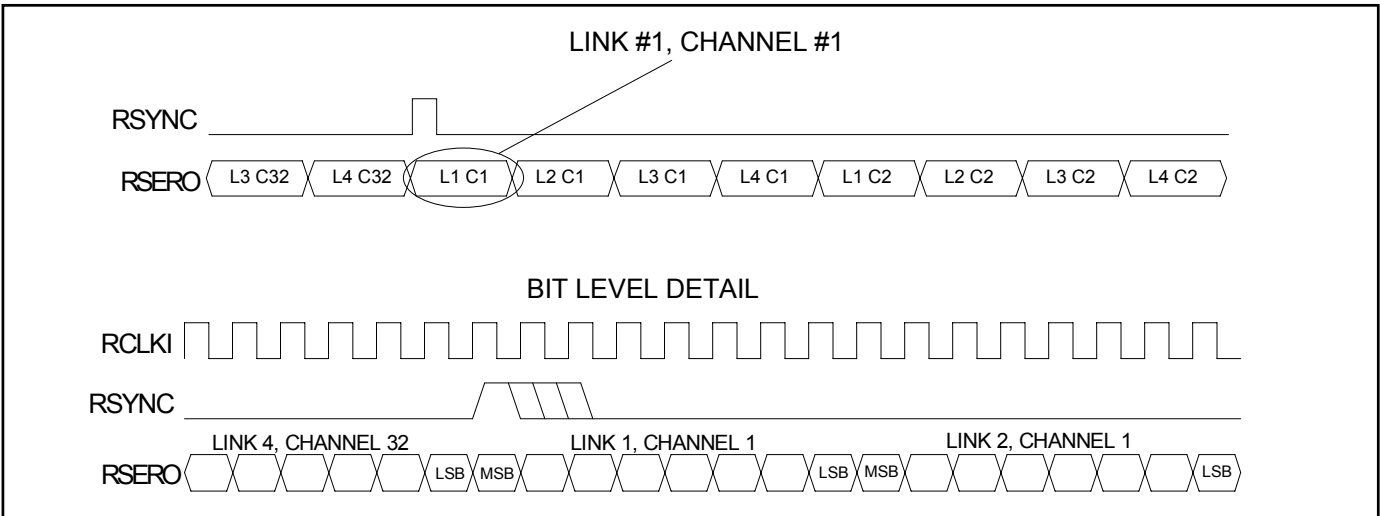 LINK #1, CHANNEL #1
RSYNC
RSERO L3 C32 L4 C32 L1 C1 L2 C1 L3 C1 L4 C1 L1 C2 L2 C2 L3 C2 L4 C2
BIT LEVEL DETAIL
RCLKI
RSYNC
LINK 4, CHANNEL 32 LINK 1, CHANNEL 1 LINK 2, CHANNEL 1
RSERO LSB MSB LSB MSB LSB